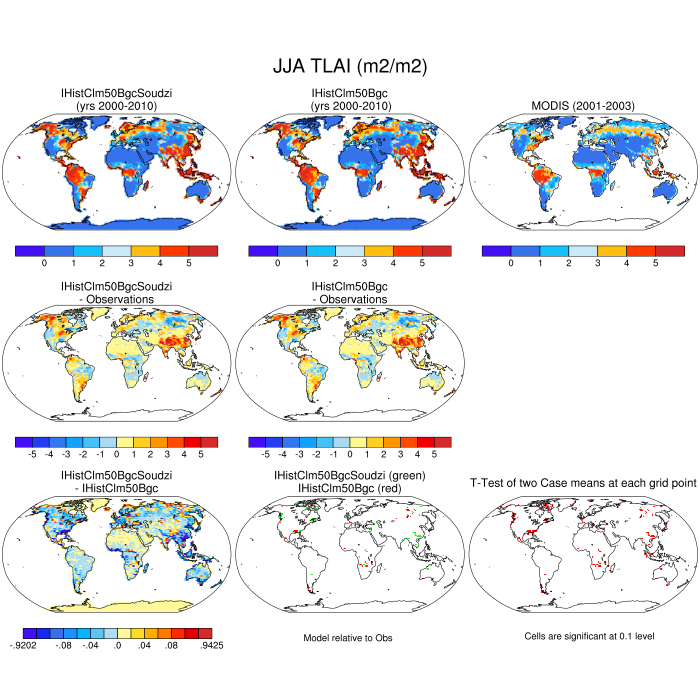 JJA TLAI (m2/m2)
IHistClm50BgcSoudzi
(yrs 2000-2010)
IHistClm50Bgc
(yrs 2000-2010)
MODIS (2001-2003)
0 1 2 3 4 5
0 1 2 3 4 5
0 1 2 3 4 5
IHistClm50BgcSoudzi
- Observations
IHistClm50Bgc
- Observations
-5 -4 -3 -2 -1 0 1 2 3 4 5
-5 -4 -3 -2 -1 0 1 2 3 4 5
IHistClm50BgcSoudzi
- IHistClm50Bgc
IHistClm50BgcSoudzi (green)
IHistClm50Bgc (red)
T-Test of two Case means at each grid point
-.9202 -.08 -.04 .0 .04 .08 .9425
Model relative to Obs
Cells are significant at 0.1 level